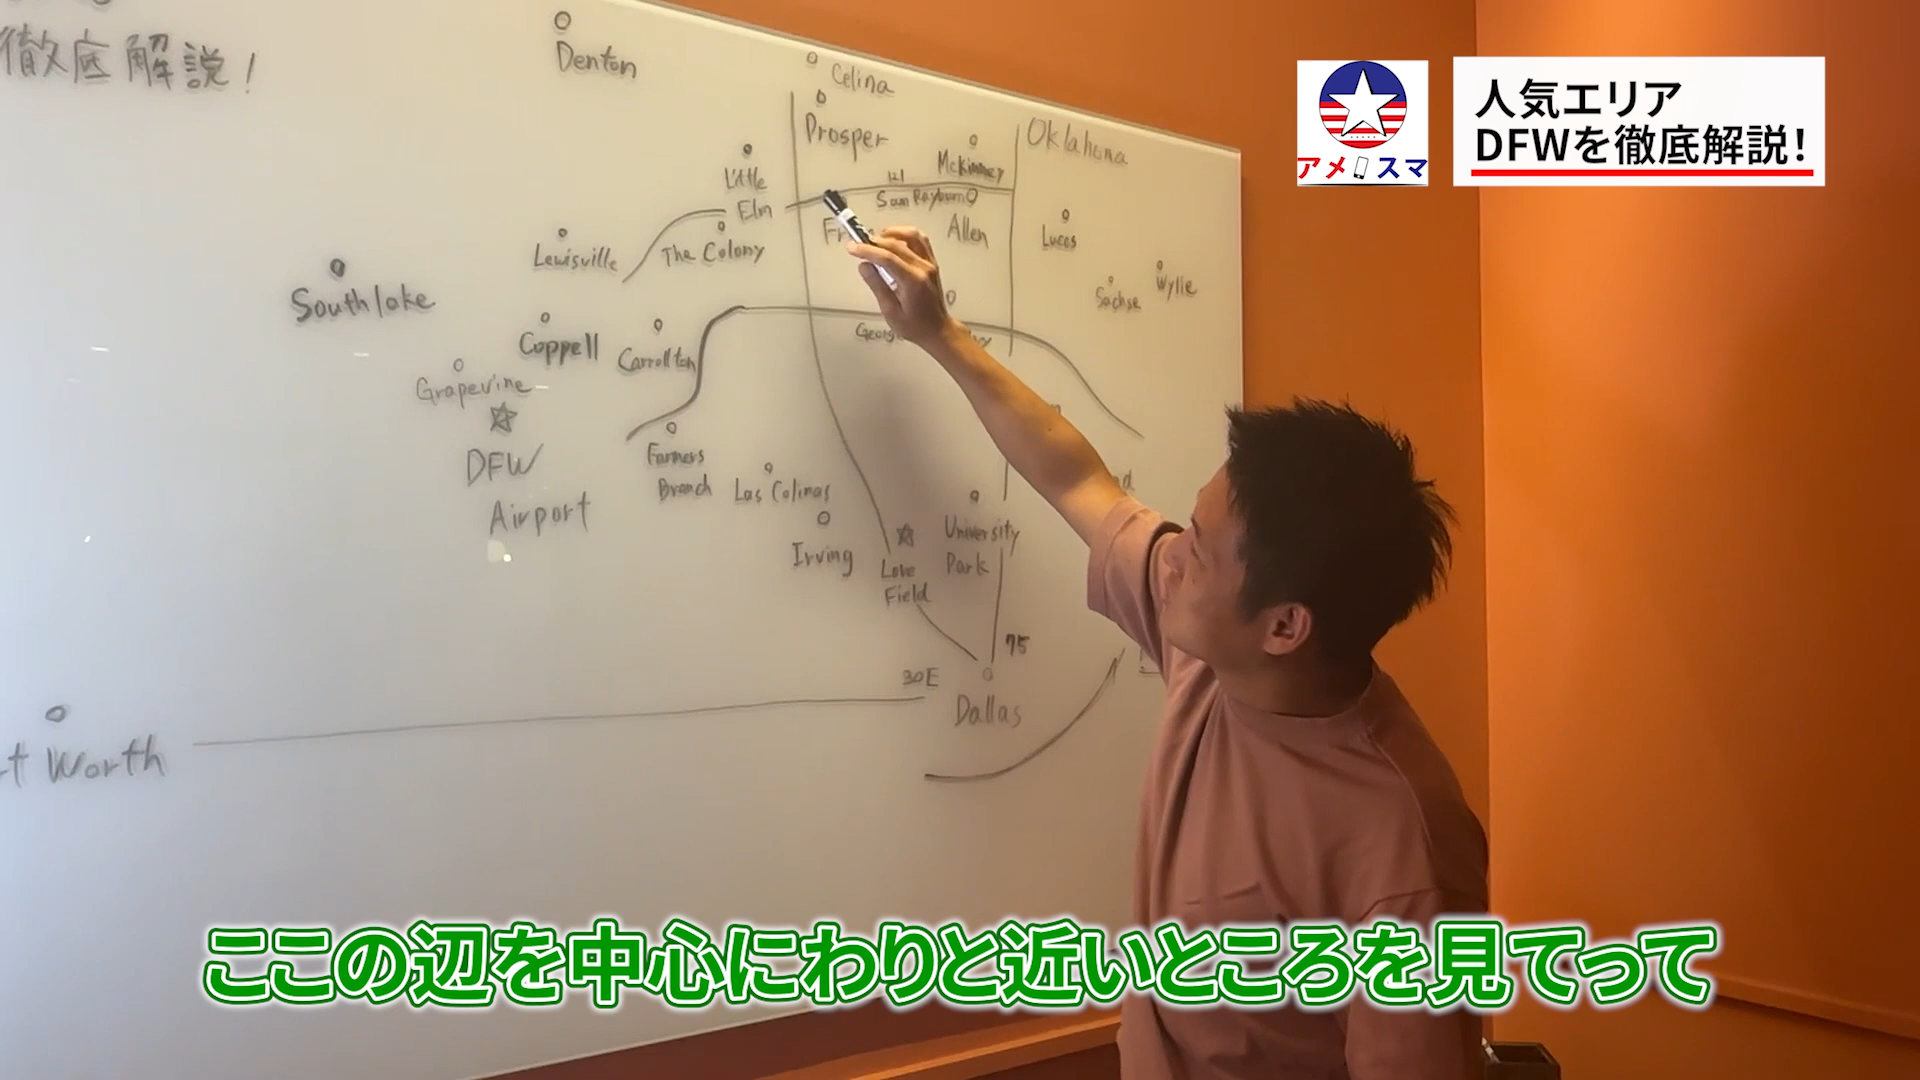 徹底解説!
Denton
Celina
Prosper
Oklahoma
McKinney
Little
Elm
121
Sam Rayburn
Allen
Lucas
Lewisville
The Colony
Sachse
Wylie
Southlake
Coppell
Carrollton
Grapevine
DFW
Airport
Farmers
Branch
Las Colinas
Irving
Love
Field
University
Park
75
30E
Dallas
Worth
アメスマ
人気エリア
DFWを徹底解説!
ここの辺を中心にわりと近いところを見てって